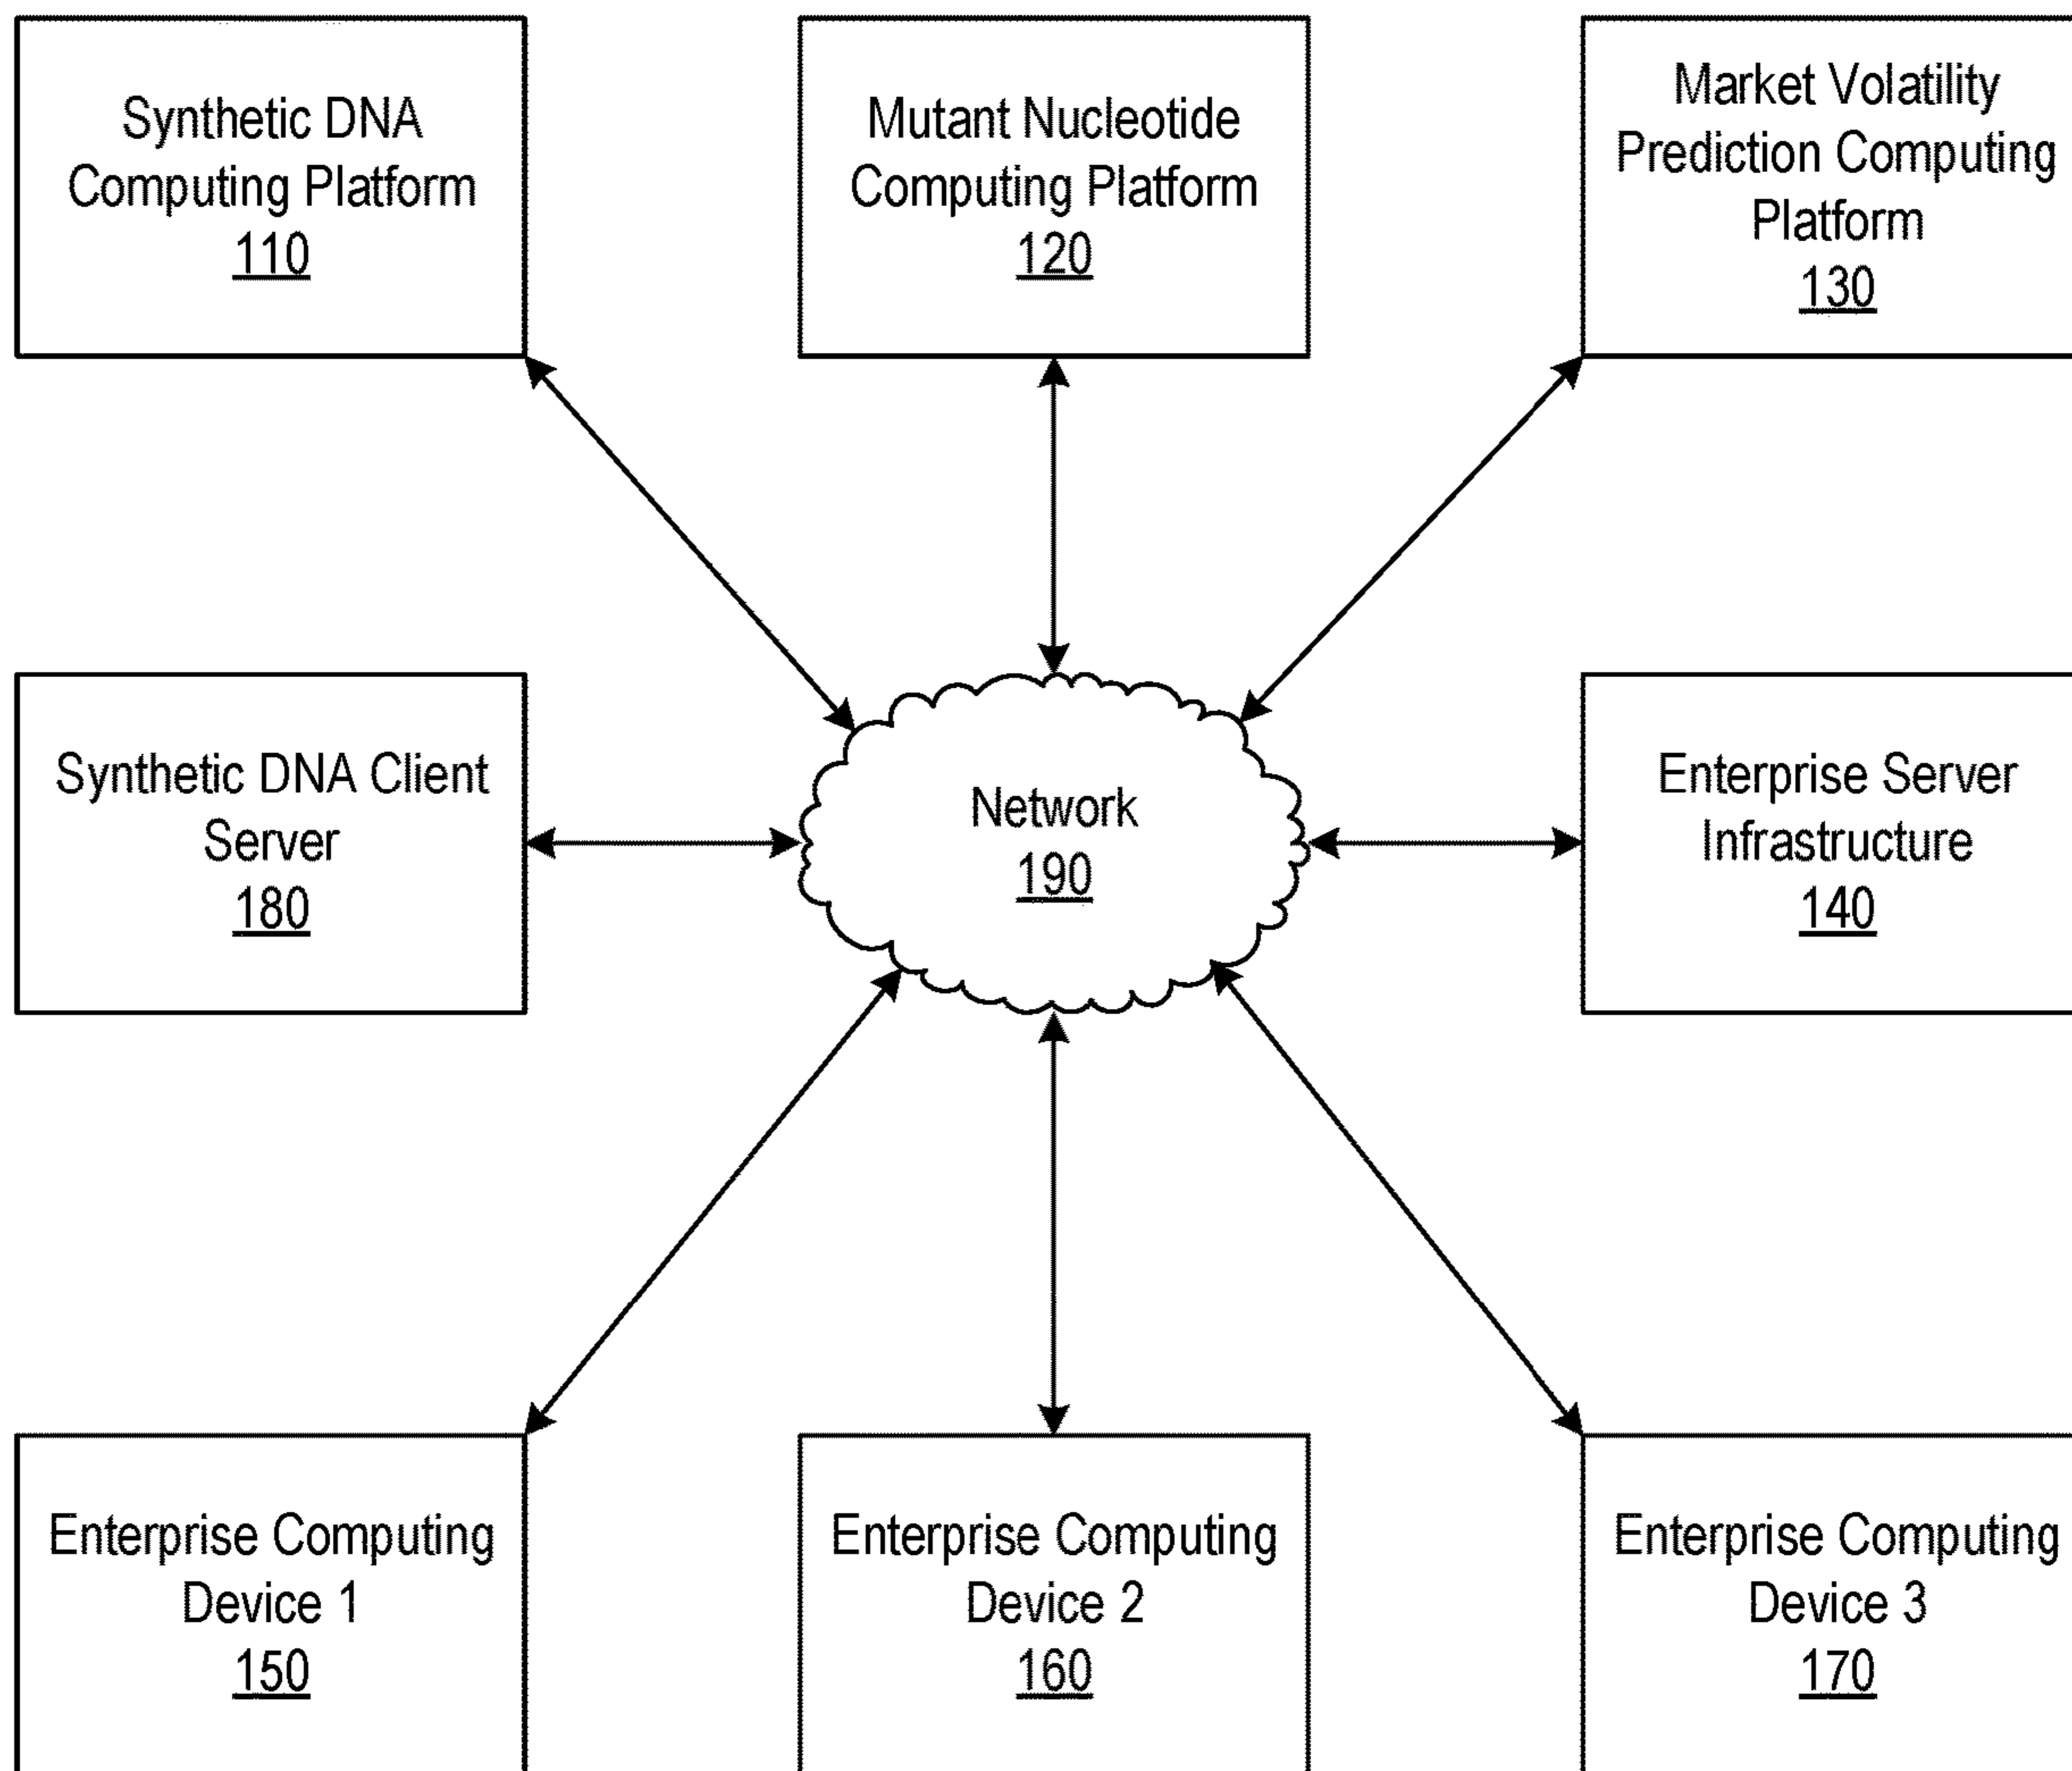 Synthetic DNA
Computing Platform
110
Mutant Nucleotide
Computing Platform
120
Market Volatility
Prediction Computing
Platform
130
Synthetic DNA Client
Server
180
Network
190
Enterprise Server
Infrastructure
140
Enterprise Computing
Device 1
150
Enterprise Computing
Device 2
160
Enterprise Computing
Device 3
170